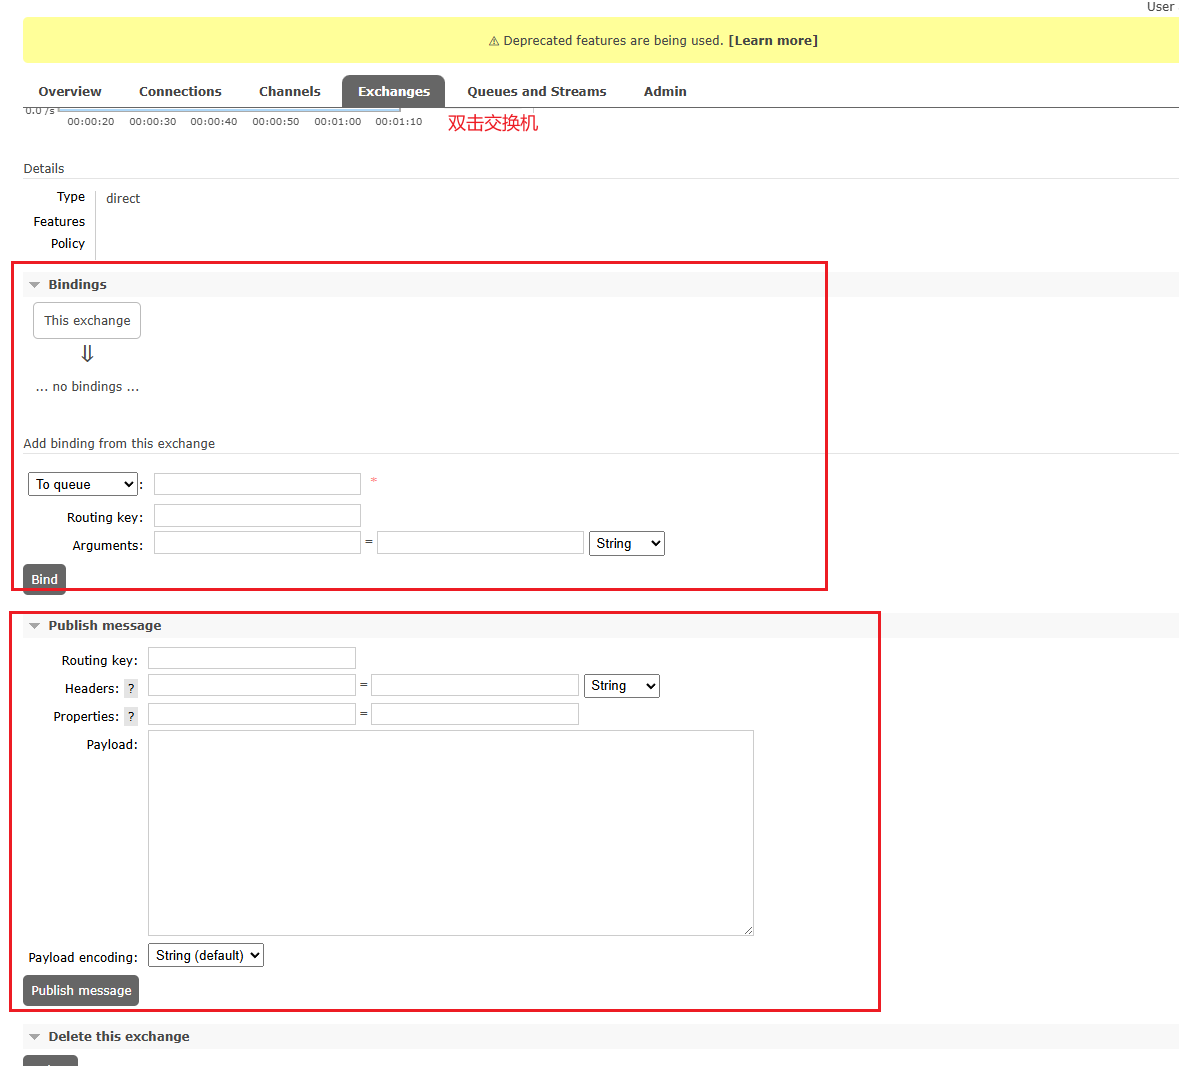 User
⚠ Deprecated features are being used. [Learn more]
Overview Connections Channels Exchanges Queues and Streams Admin
0.0 /s
00:00:20 00:00:30 00:00:40 00:00:50 00:01:00 00:01:10
双击交换机
Details
Type direct
Features
Policy
Bindings
This exchange
⇓
... no bindings ...
Add binding from this exchange
To queue : *
Routing key:
Arguments: = String
Bind
Publish message
Routing key:
Headers: ? = String
Properties: ? =
Payload:
Payload encoding: String (default)
Publish message
Delete this exchange